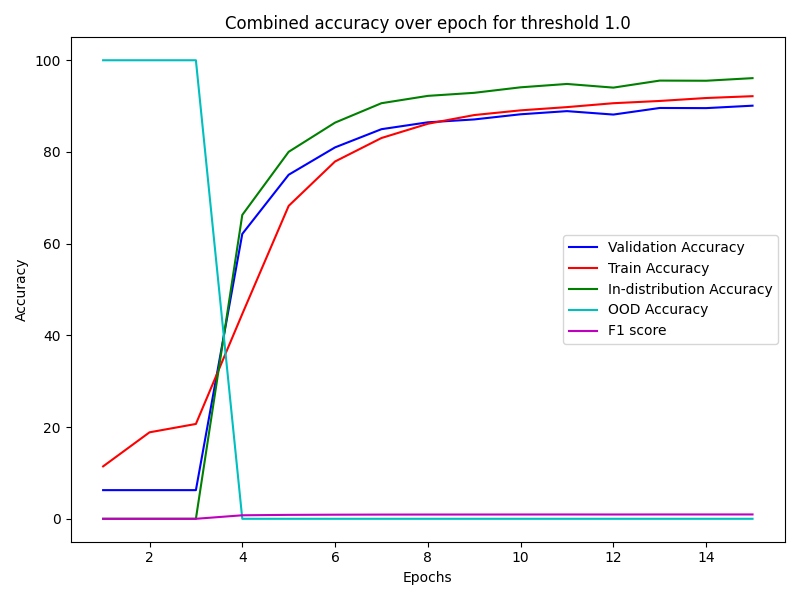 Combined accuracy over epoch for threshold 1.0
Accuracy
100
80
60
40
20
0
Validation Accuracy
Train Accuracy
In-distribution Accuracy
OOD Accuracy
F1 score
2 4 6 8 10 12 14
Epochs